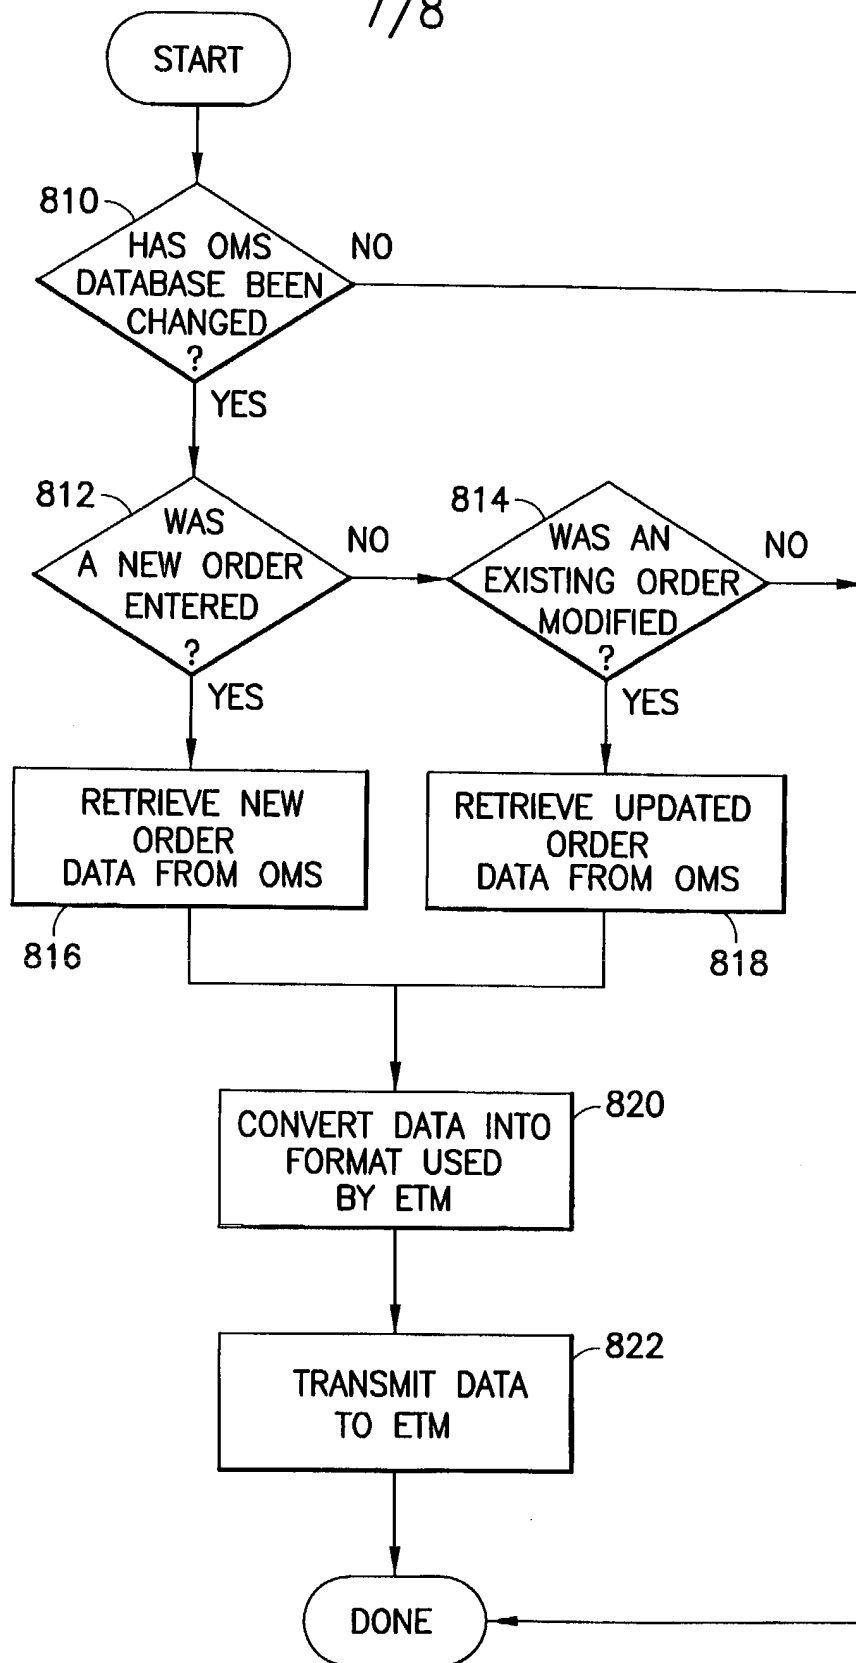 7/8
START
810
HAS OMS
DATABASE BEEN
CHANGED
?
NO
YES
812
WAS
A NEW ORDER
ENTERED
?
NO
YES
814
WAS AN
EXISTING ORDER
MODIFIED
?
NO
YES
RETRIEVE NEW
ORDER
DATA FROM OMS
816
RETRIEVE UPDATED
ORDER
DATA FROM OMS
818
CONVERT DATA INTO
FORMAT USED
BY ETM
820
TRANSMIT DATA
TO ETM
822
DONE